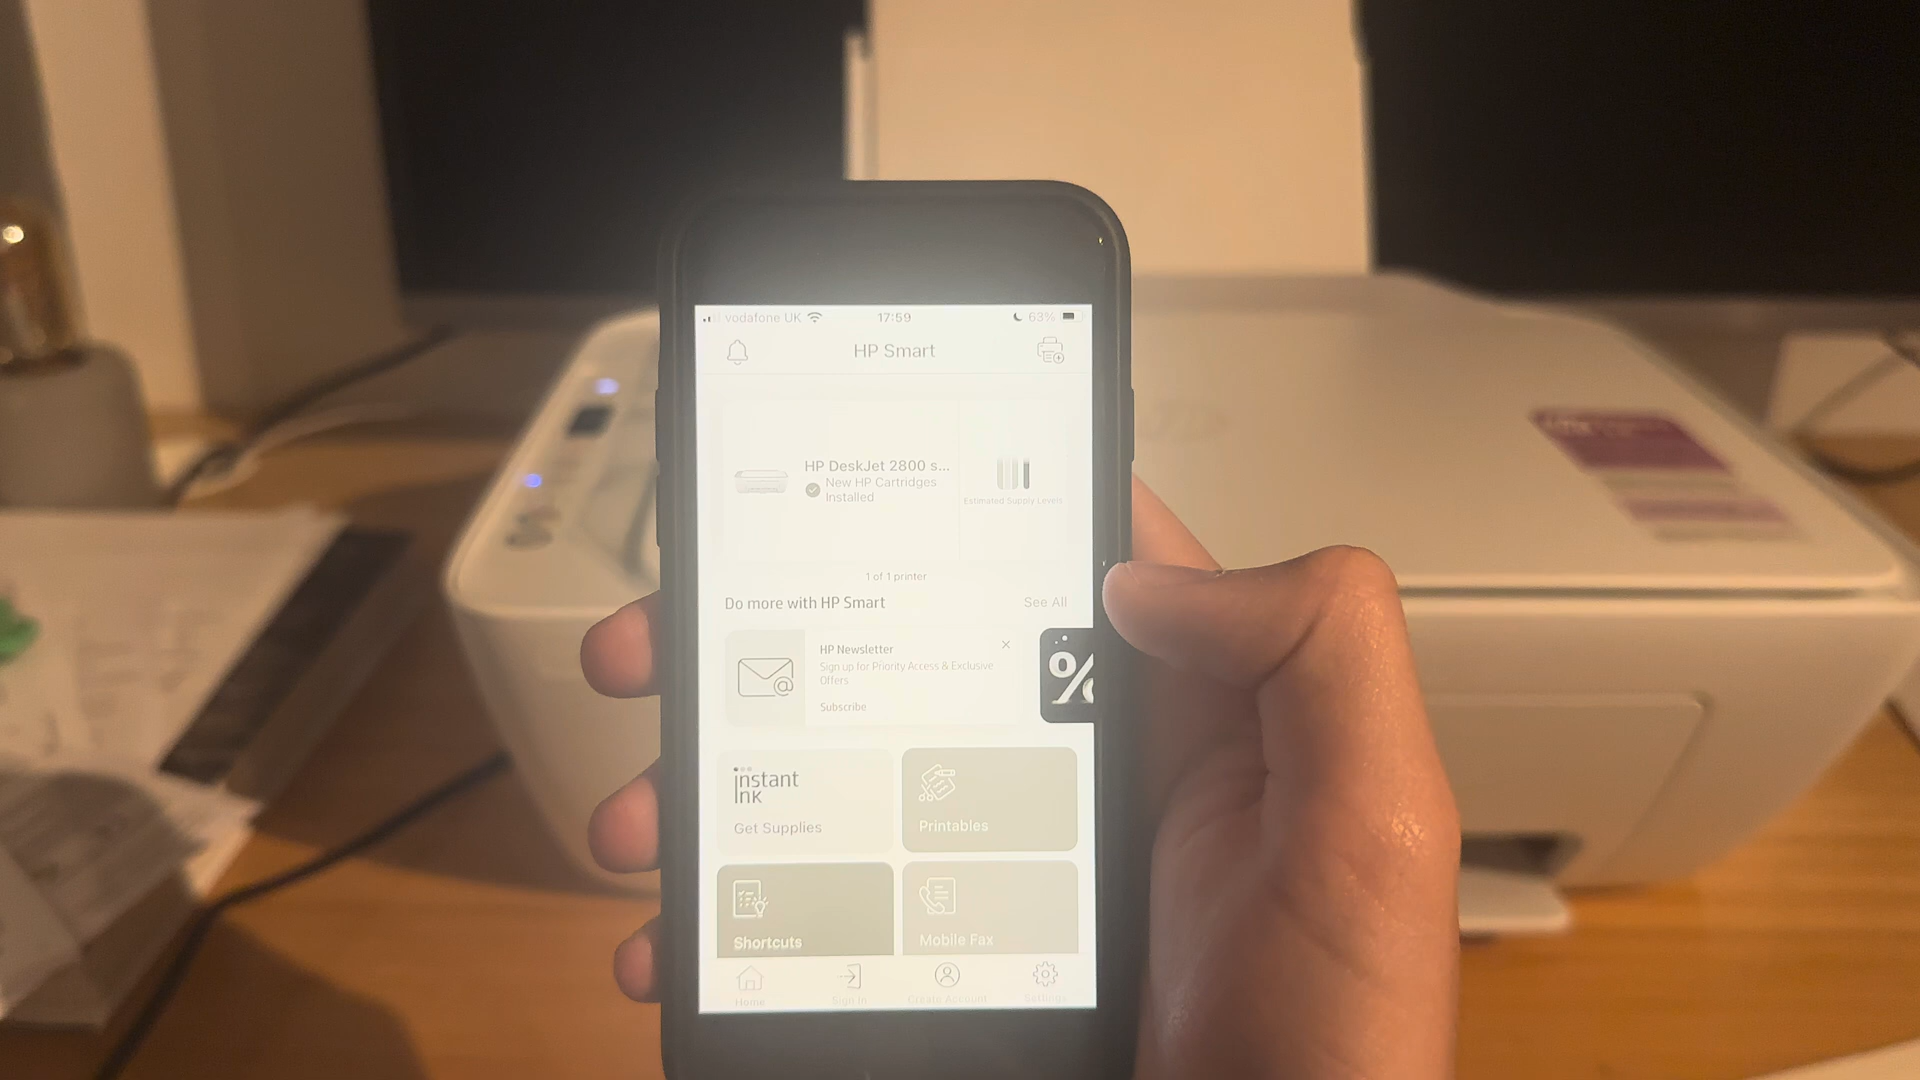 vodafone UK
17:59
63%
HP Smart
HP DeskJet 2800 s...
New HP Cartridges
Installed
Estimated Supply Levels
1 of 1 printer
Do more with HP Smart
See All
HP Newsletter
Sign up for Priority Access & Exclusive
Offers
Subscribe
%
instant
ink
Get Supplies
Printables
Shortcuts
Mobile Fax
Home
Sign In
Create Account
Settings